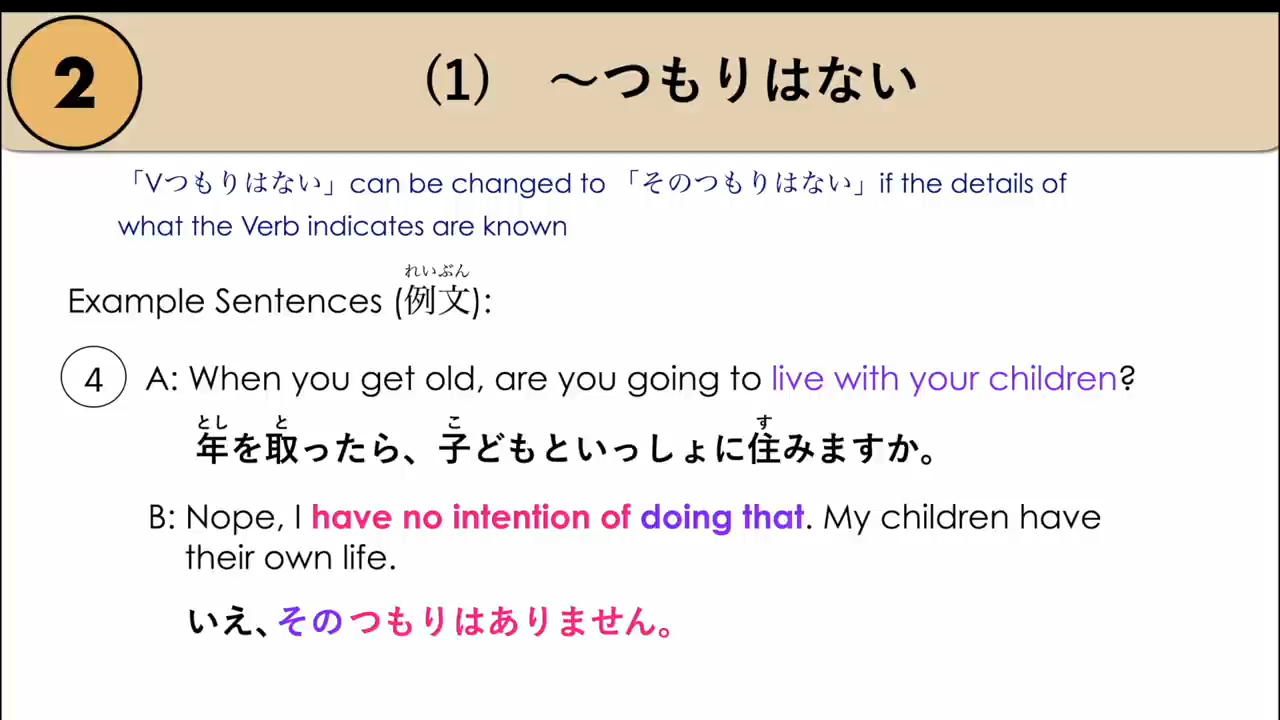 2
(1) ～つもりはない
「Vつもりはない」can be changed to 「そのつもりはない」if the details of
what the Verb indicates are known
れいぶん
Example Sentences (例文):
4 A: When you get old, are you going to live with your children?
とし と こ す
年を取ったら、子どもといっしょに住みますか。
B: Nope, I have no intention of doing that. My children have
their own life.
いえ、そのつもりはありません。